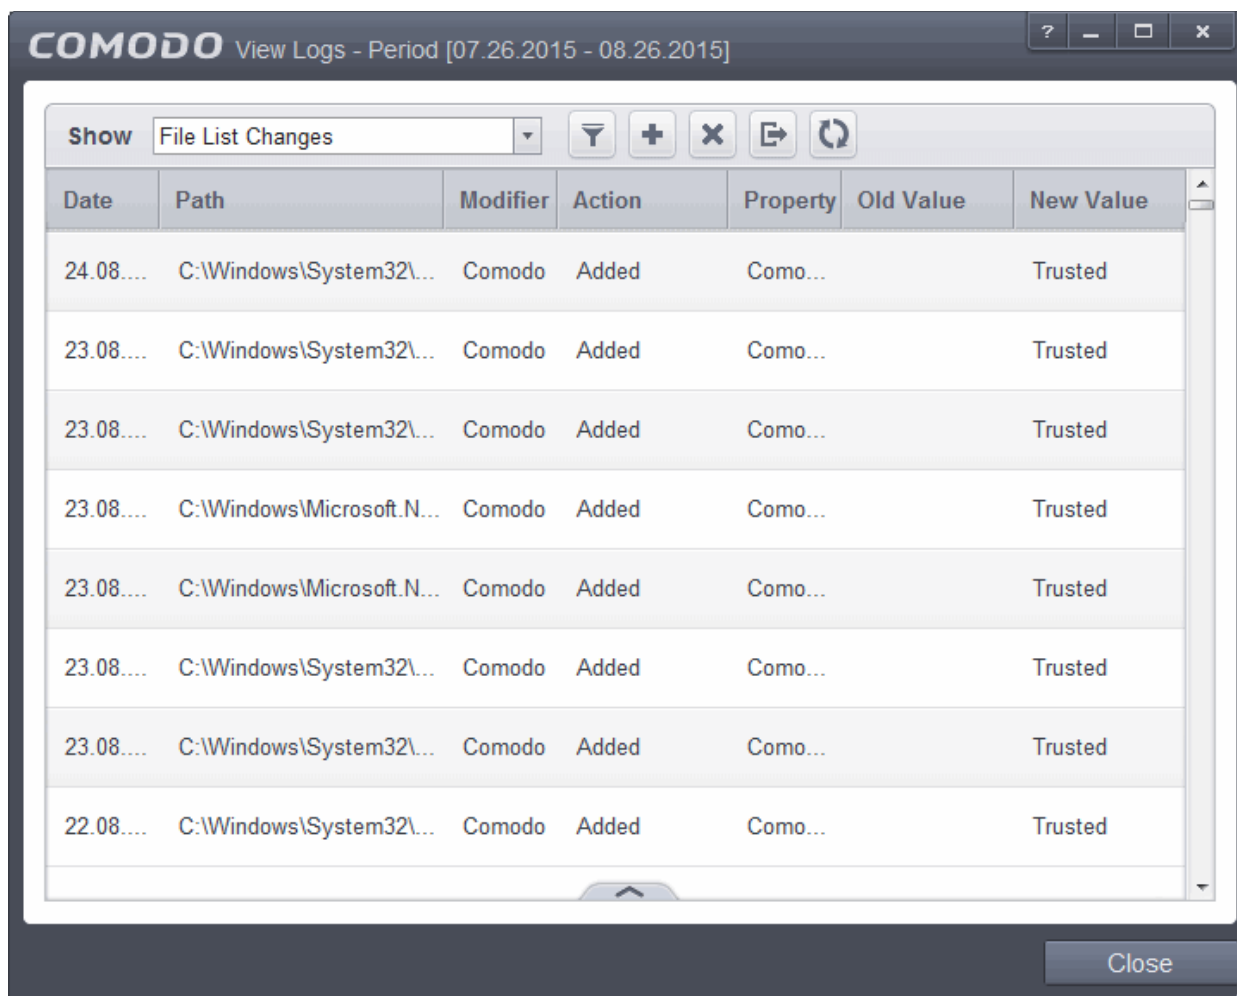 COMODO View Logs - Period [07.26.2015 - 08.26.2015]
?
Show File List Changes
Date Path Modifier Action Property Old Value New Value
24.08.... C:\Windows\System32\... Comodo Added Como... Trusted
23.08.... C:\Windows\System32\... Comodo Added Como... Trusted
23.08.... C:\Windows\System32\... Comodo Added Como... Trusted
23.08.... C:\Windows\Microsoft.N... Comodo Added Como... Trusted
23.08.... C:\Windows\Microsoft.N... Comodo Added Como... Trusted
23.08.... C:\Windows\System32\... Comodo Added Como... Trusted
23.08.... C:\Windows\System32\... Comodo Added Como... Trusted
22.08.... C:\Windows\System32\... Comodo Added Como... Trusted
Close